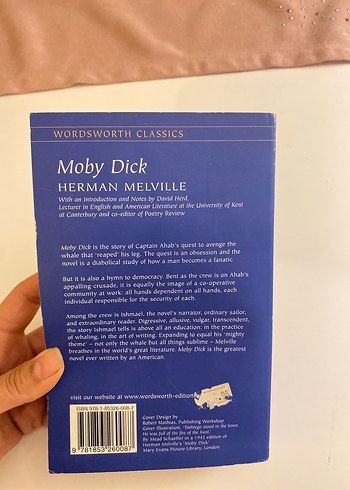 WORDSWORTH CLASSICS
Moby Dick
HERMAN MELVILLE
With an Introduction and Notes by David Herd,
Lecturer in English and American Literature at the University of Kent
at Canterbury and co-editor of Poetry Review
Moby Dick is the story of Captain Ahab's quest to avenge the
whale that 'reaped' his leg. The quest is an obsession and the
novel is a diabolical study of how a man becomes a fanatic.
But it is also a hymn to democracy. Bent as the crew is on Ahab's
appalling crusade, it is equally the image of a co-operative
community at work: all hands dependent on all hands, each
individual responsible for the security of each.
Among the crew is Ishmael, the novel's narrator, ordinary sailor,
and extraordinary reader. Digressive, allusive, vulgar, transcendent,
the story Ishmael tells is above all an education: in the practice
of whaling, in the art of writing. Expanding to equal his 'mighty
theme' – not only the whale but all things sublime – Melville
breathes in the world's great literature. Moby Dick is the greatest
novel ever written by an American.
visit our website at www.wordsworth-edition
ISBN 978-1-85326-008-7
9 781853 260087
Cover Design by
Robert Mathias, Publishing Workshop
Cover Illustration: 'Tashtego stood in the bows.
He was full of the fire of the hunt'.
By Mead Schaeffer in a 1942 edition of
Herman Melville's 'Moby Dick'
Mary Evans Picture Library, London